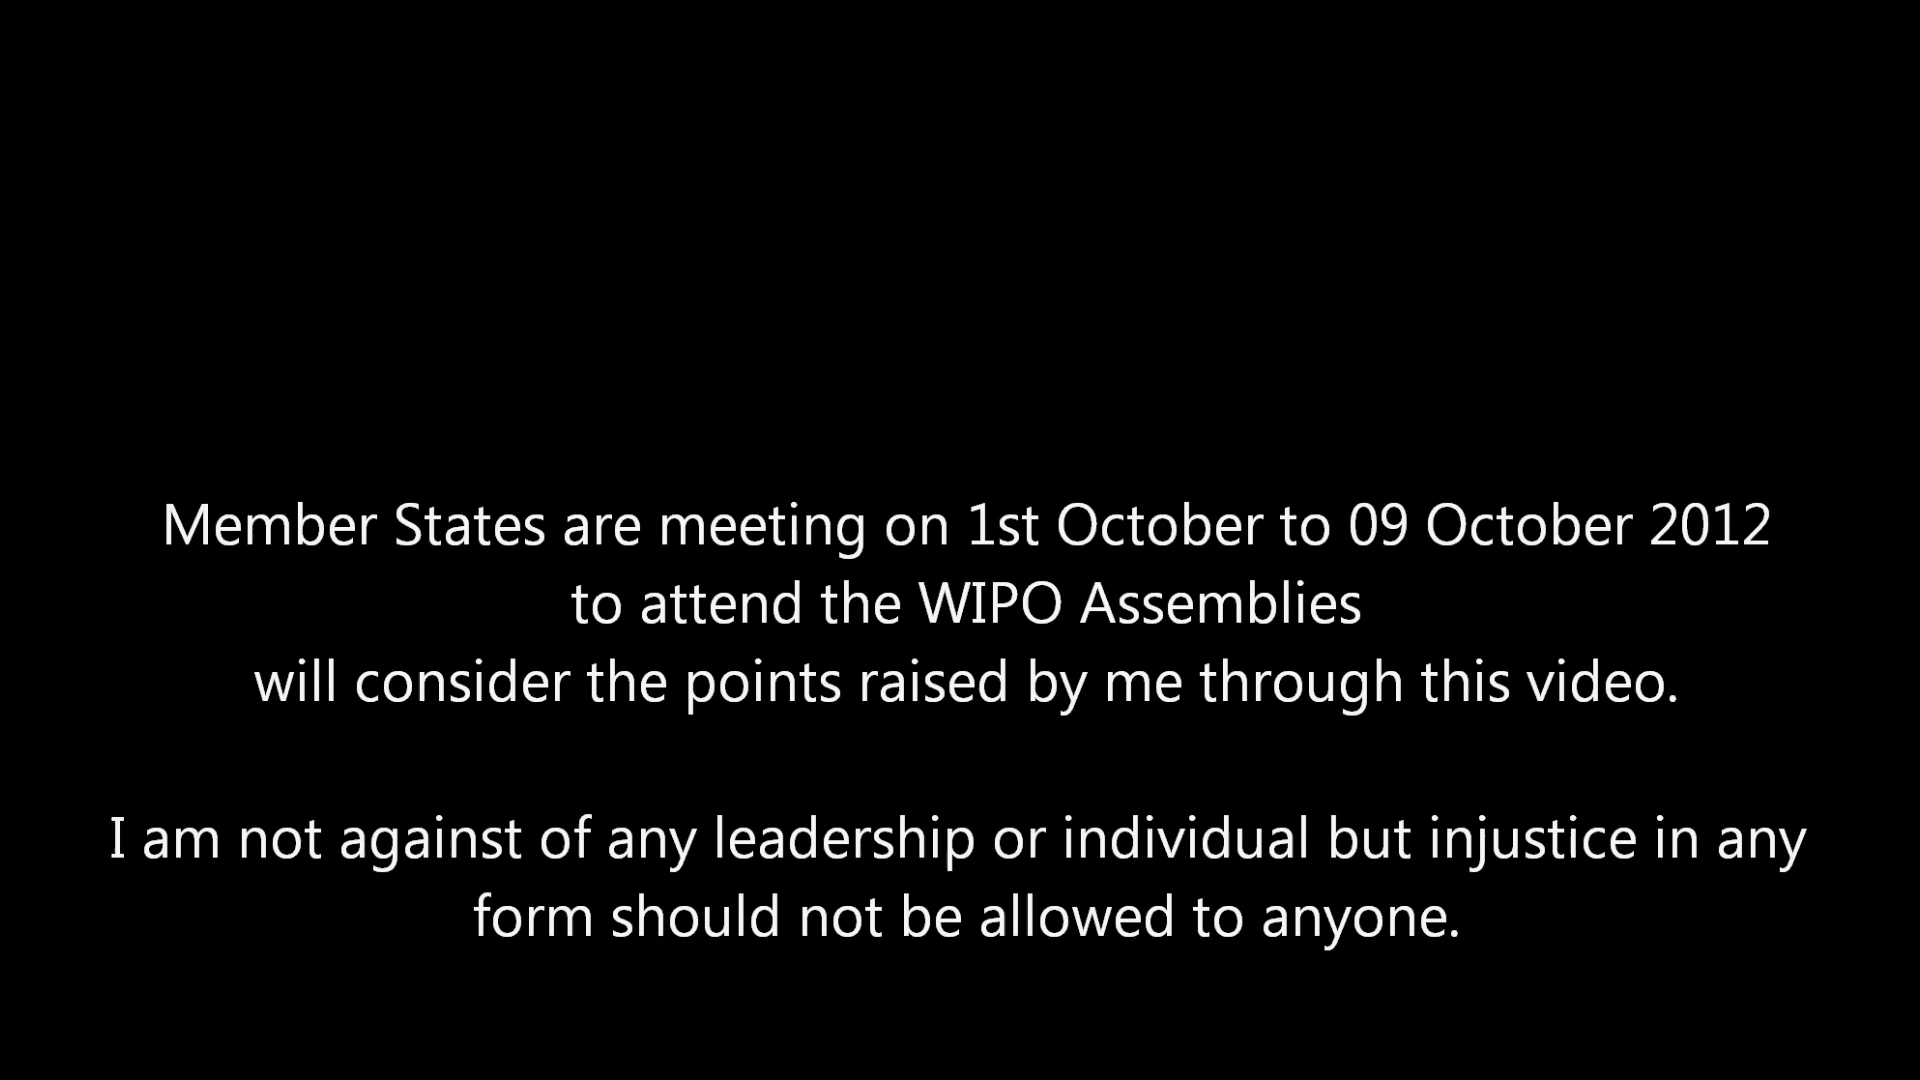 Member States are meeting on 1st October to 09 October 2012
to attend the WIPO Assemblies
will consider the points raised by me through this video.
I am not against of any leadership or individual but injustice in any
form should not be allowed to anyone.